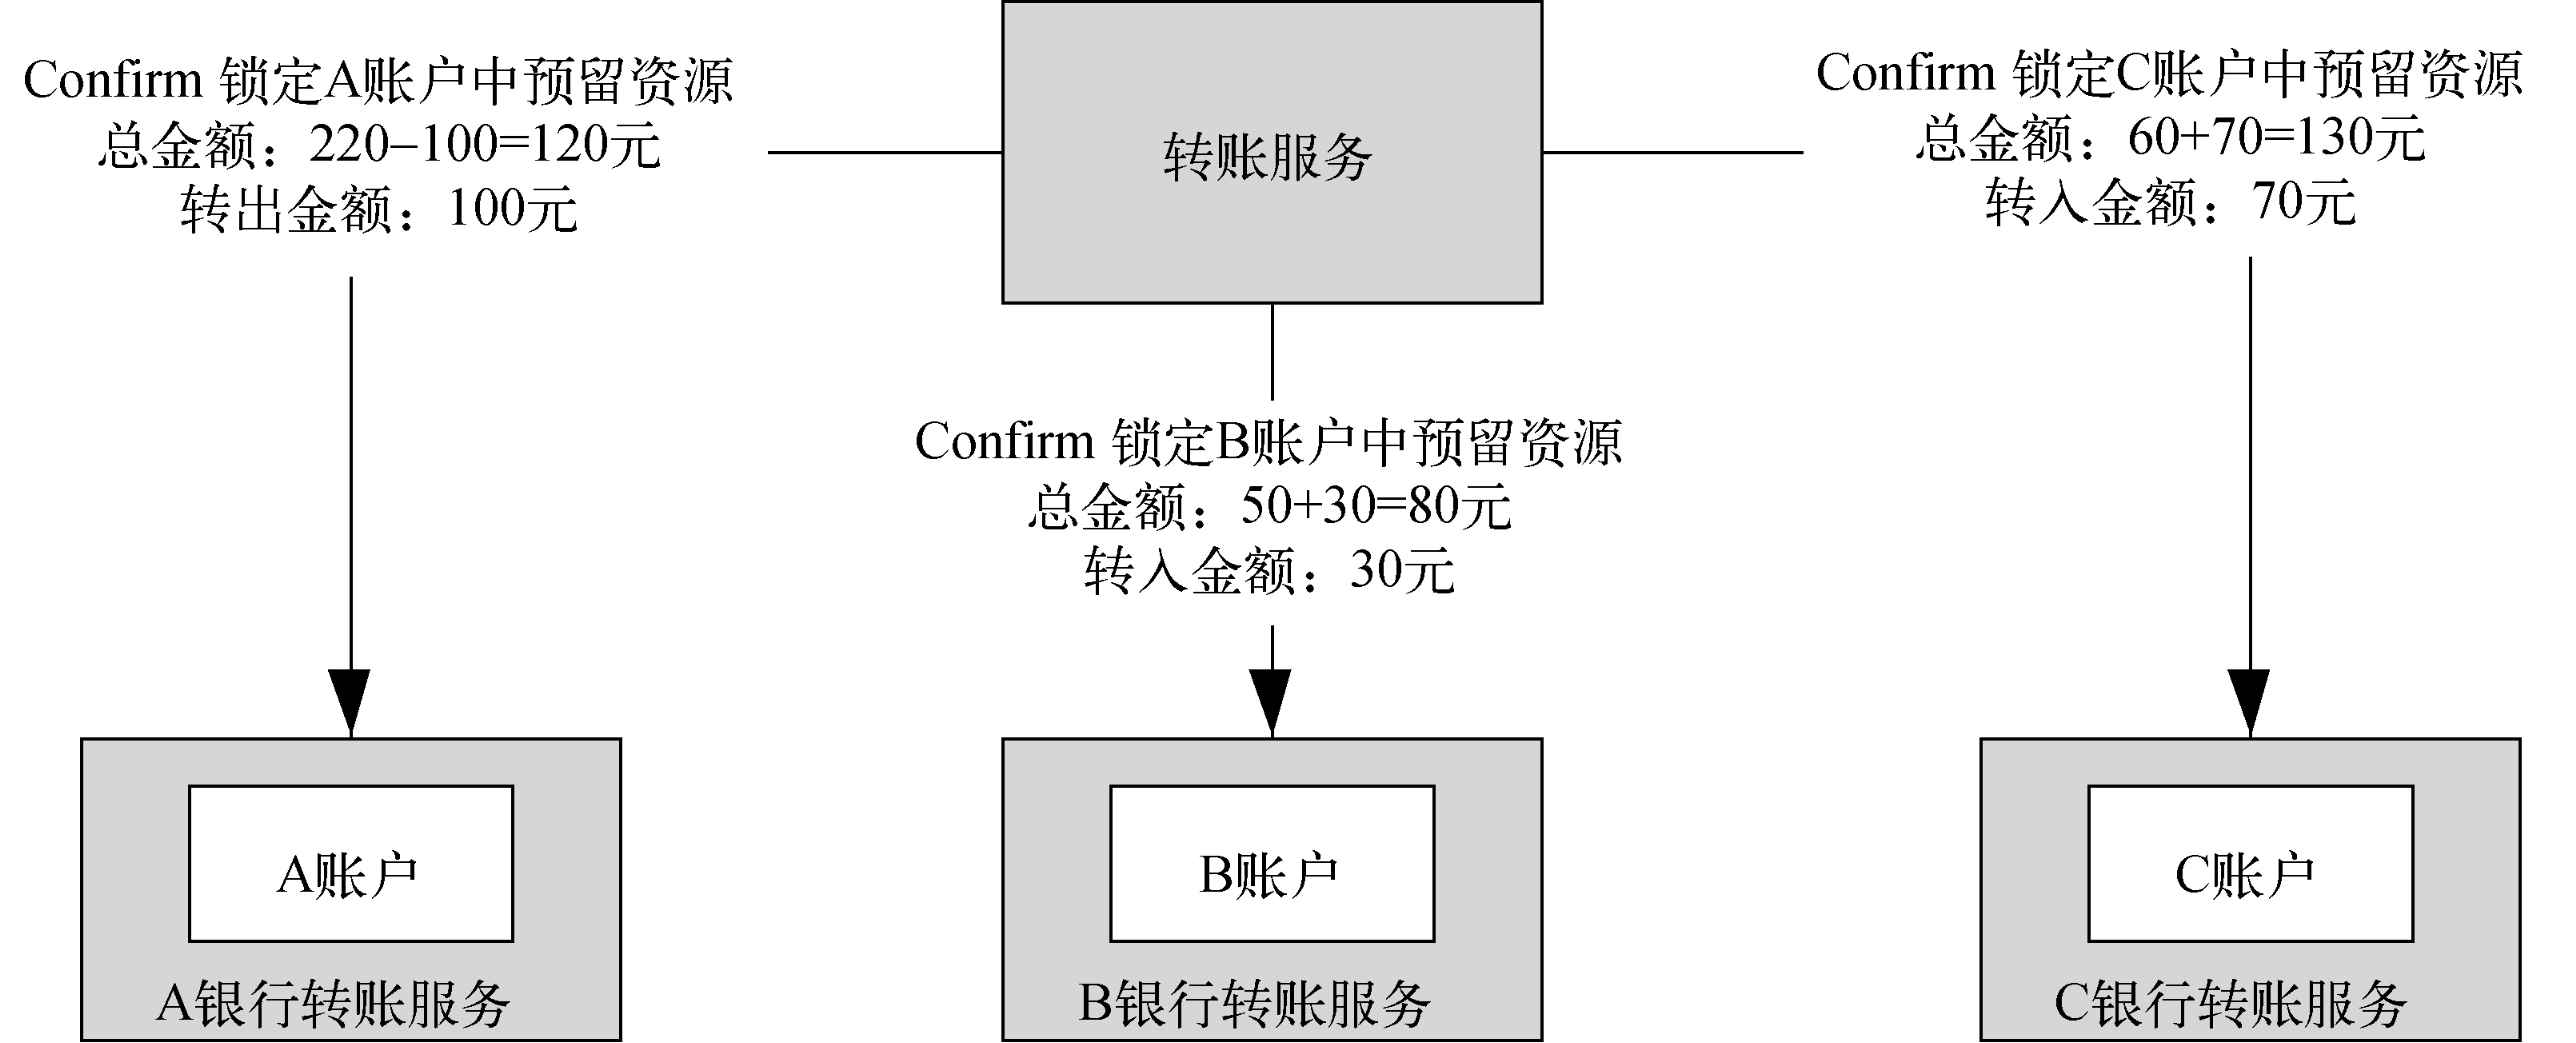 Confirm 锁定A账户中预留资源
总金额：220–100=120元
转出金额：100元
转账服务
Confirm 锁定C账户中预留资源
总金额：60+70=130元
转入金额：70元
Confirm 锁定B账户中预留资源
总金额：50+30=80元
转入金额：30元
A账户
A银行转账服务
B账户
B银行转账服务
C账户
C银行转账服务